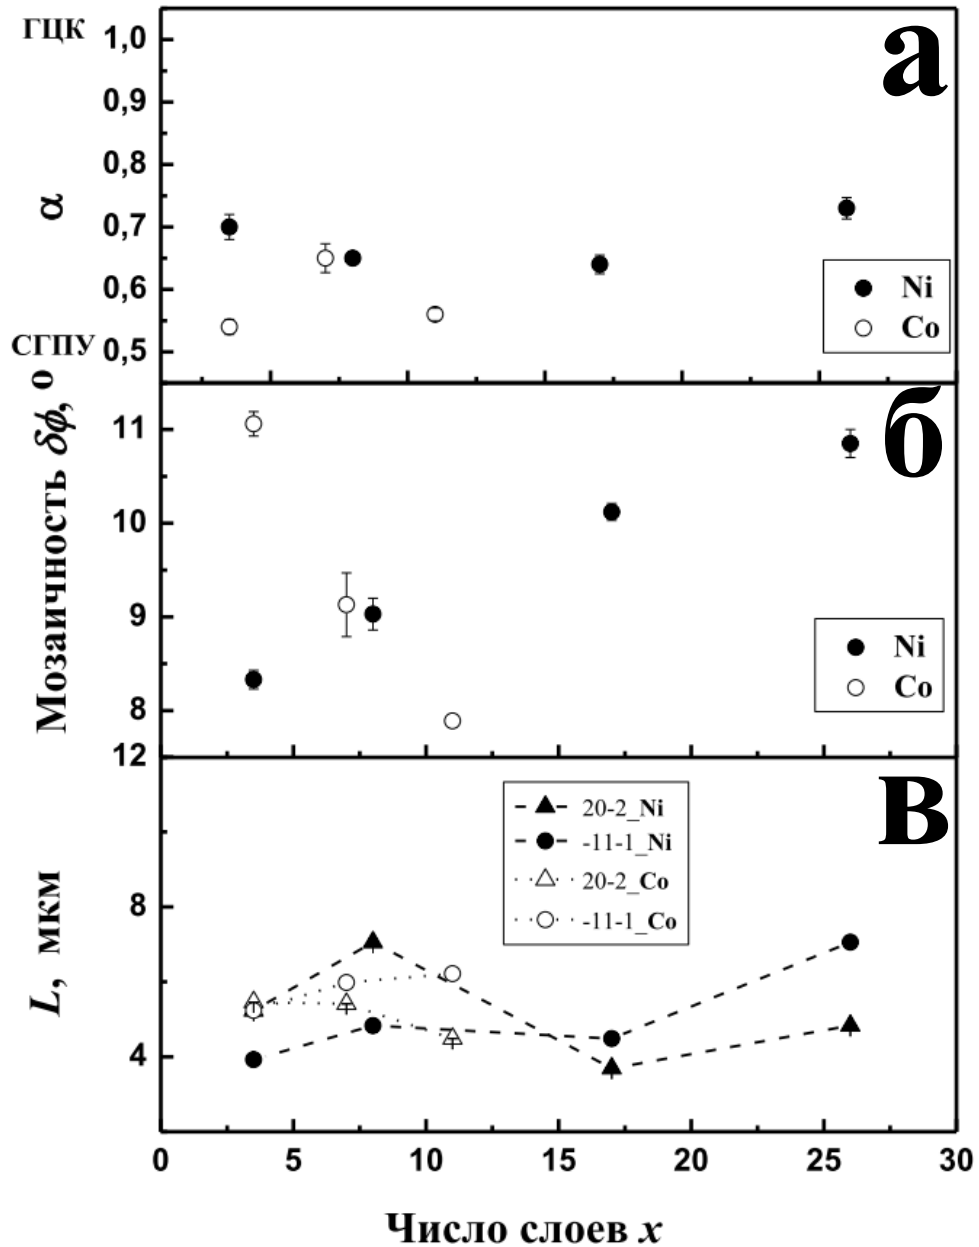 ГЦК
1,0
0,9
0,8
0,7
0,6
СГПУ 0,5
α
а
Ni
Co
Мозаичность δϕ, о
11
10
9
8
б
Ni
Co
12
8
4
L, мкм
в
20-2_Ni
-11-1_Ni
20-2_Co
-11-1_Co
0 5 10 15 20 25 30
Число слоев x